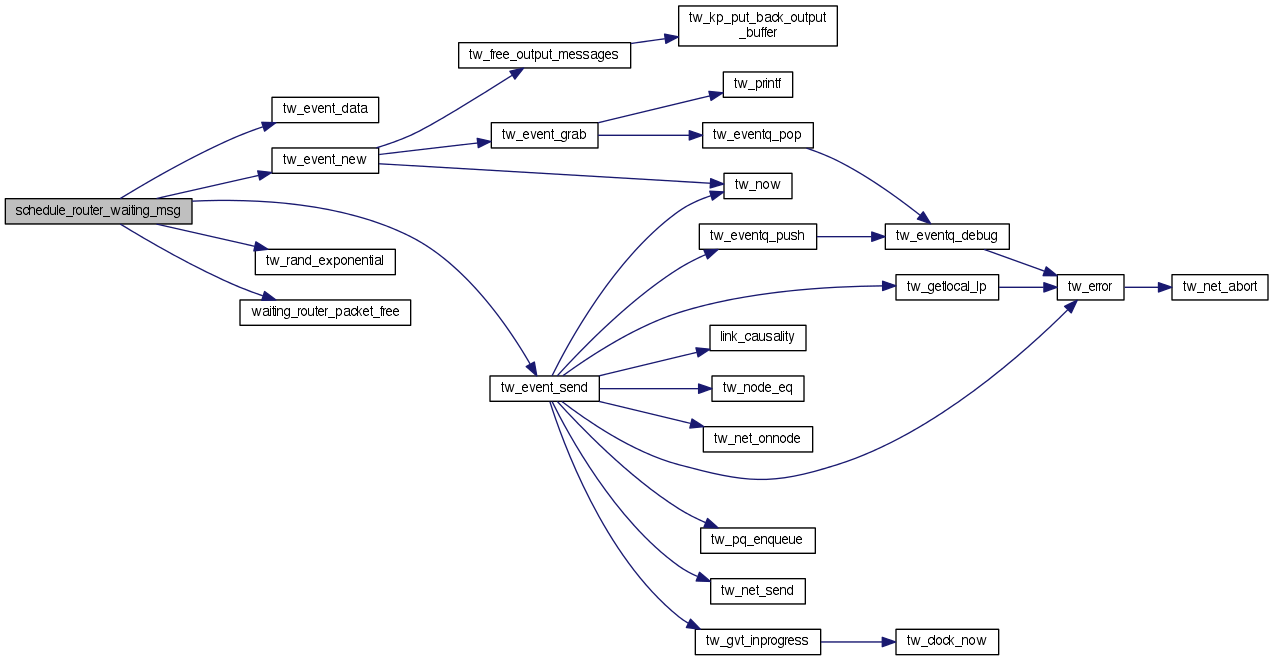 tw_kp_put_back_output
_buffer
tw_free_output_messages
tw_printf
tw_event_data
tw_event_grab
tw_eventq_pop
tw_event_new
tw_now
schedule_router_waiting_msg
tw_eventq_push
tw_eventq_debug
tw_rand_exponential
tw_getlocal_lp
tw_error
tw_net_abort
waiting_router_packet_free
link_causality
tw_event_send
tw_node_eq
tw_net_onnode
tw_pq_enqueue
tw_net_send
tw_gvt_inprogress
tw_clock_now